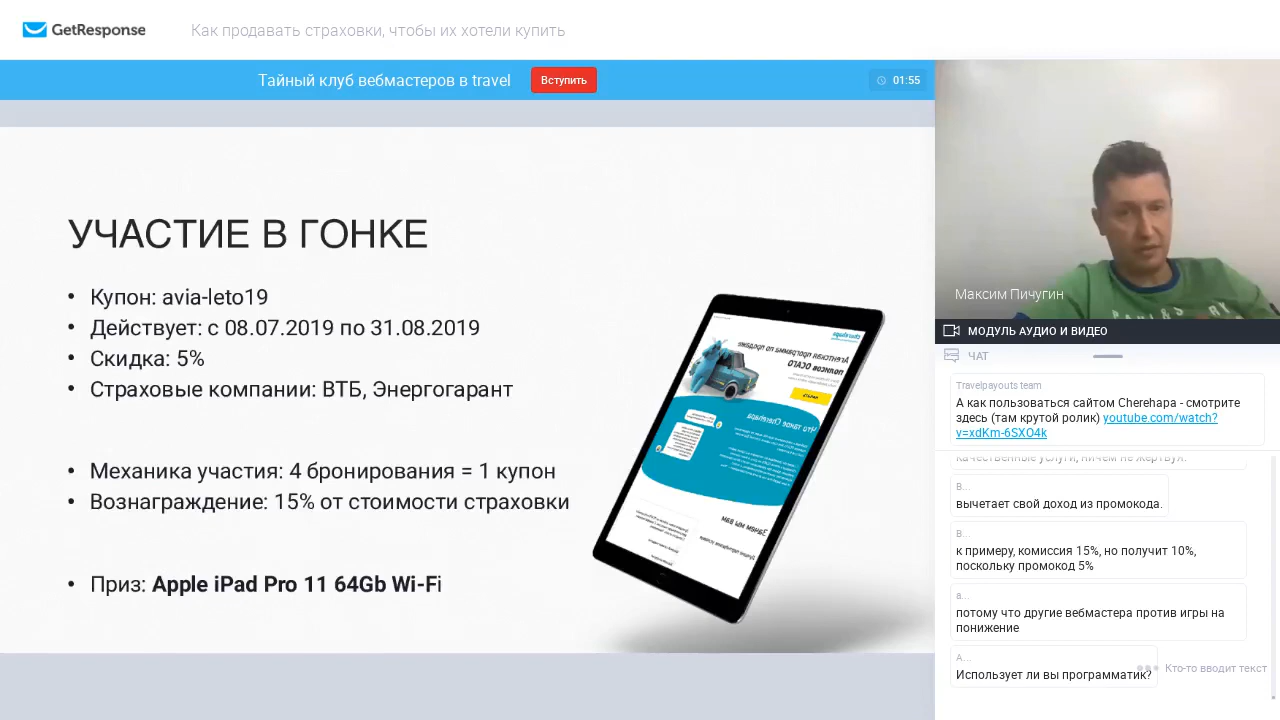 GetResponse
Как продавать страховки, чтобы их хотели купить
Тайный клуб вебмастеров в travel
Вступить
01:55
УЧАСТИЕ В ГОНКЕ
• Купон: avia-leto19
• Действует: с 08.07.2019 по 31.08.2019
• Скидка: 5%
• Страховые компании: ВТБ, Энергогарант
• Механика участия: 4 бронирования = 1 купон
• Вознаграждение: 15% от стоимости страховки
• Приз: Apple iPad Pro 11 64Gb Wi-Fi
Максим Пичугин
МОДУЛЬ АУДИО И ВИДЕО
ЧАТ
Travelpayouts team
А как пользоваться сайтом Cherehapa - смотрите
здесь (там крутой ролик) youtube.com/watch?
v=xdKm-6SXO4k
качественные услуги, ничем не жертвуя.
В...
вычетает свой доход из промокода.
В...
к примеру, комиссия 15%, но получит 10%,
поскольку промокод 5%
а...
потому что другие вебмастера против игры на
понижение
А...
Использует ли вы программатик?
Кто-то вводит текст